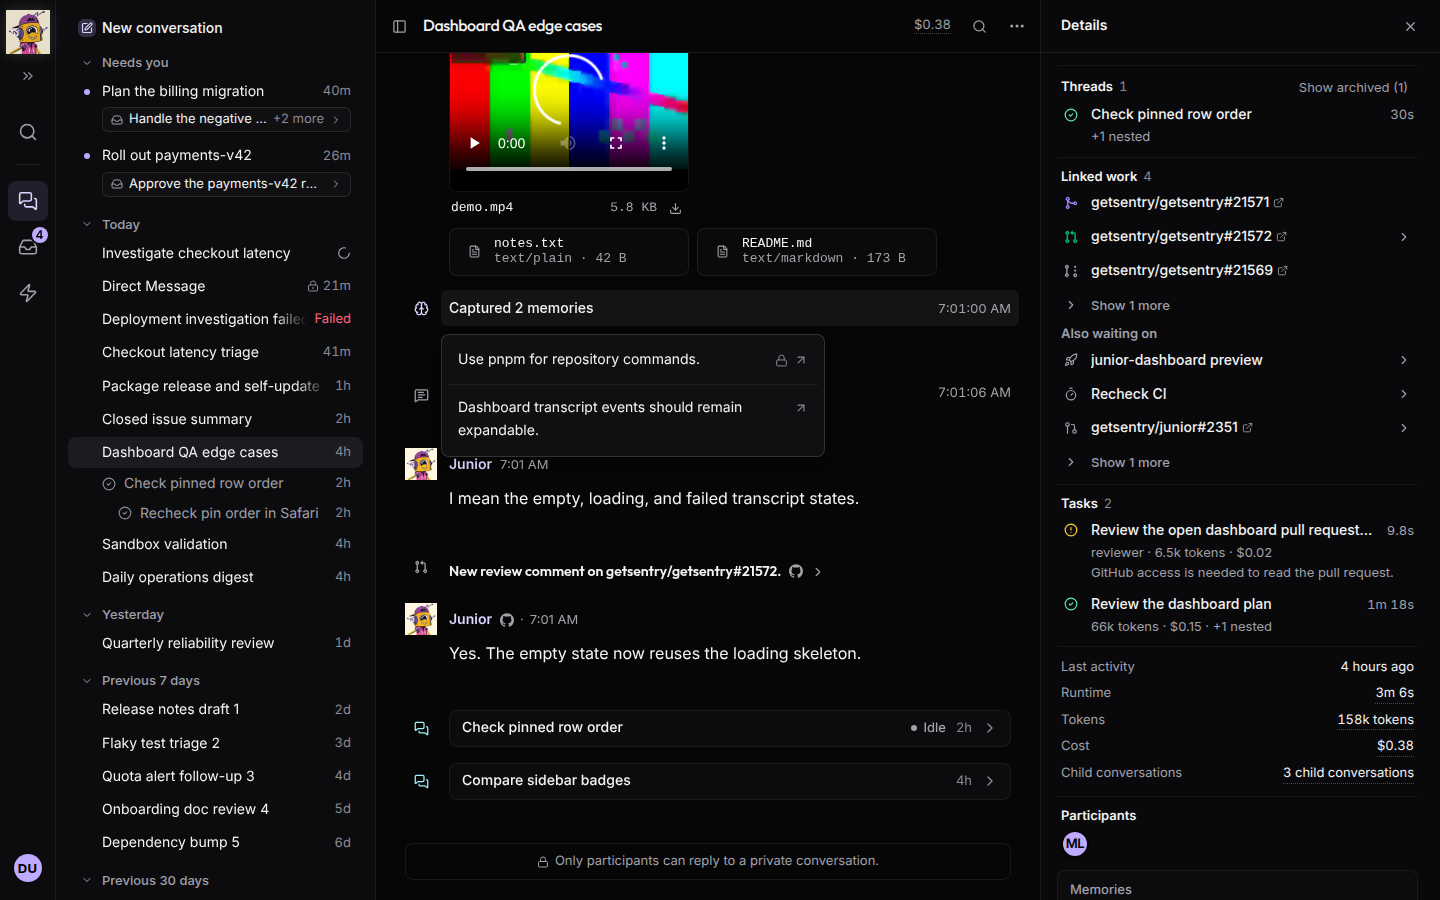 New conversation
Needs you
Plan the billing migration 40m
Handle the negative ... +2 more
Roll out payments-v42 26m
Approve the payments-v42 r...
Today
Investigate checkout latency
Direct Message 21m
Deployment investigation failed Failed
Checkout latency triage 41m
Package release and self-update 1h
Closed issue summary 2h
Dashboard QA edge cases 4h
Check pinned row order 2h
Recheck pin order in Safari 2h
Sandbox validation 4h
Daily operations digest 4h
Yesterday
Quarterly reliability review 1d
Previous 7 days
Release notes draft 1 2d
Flaky test triage 2 3d
Quota alert follow-up 3 4d
Onboarding doc review 4 5d
Dependency bump 5 6d
Previous 30 days
4
DU
Dashboard QA edge cases $0.38
0:00
demo.mp4 5.8 KB
notes.txt
text/plain · 42 B
README.md
text/markdown · 173 B
Captured 2 memories 7:01:00 AM
Use pnpm for repository commands.
Dashboard transcript events should remain
expandable.
7:01:06 AM
Junior 7:01 AM
I mean the empty, loading, and failed transcript states.
New review comment on getsentry/getsentry#21572.
Junior · 7:01 AM
Yes. The empty state now reuses the loading skeleton.
Check pinned row order Idle 2h
Compare sidebar badges 4h
Only participants can reply to a private conversation.
Details
Threads 1 Show archived (1)
Check pinned row order 30s
+1 nested
Linked work 4
getsentry/getsentry#21571
getsentry/getsentry#21572
getsentry/getsentry#21569
Show 1 more
Also waiting on
junior-dashboard preview
Recheck CI
getsentry/junior#2351
Show 1 more
Tasks 2
Review the open dashboard pull request... 9.8s
reviewer · 6.5k tokens · $0.02
GitHub access is needed to read the pull request.
Review the dashboard plan 1m 18s
66k tokens · $0.15 · +1 nested
Last activity 4 hours ago
Runtime 3m 6s
Tokens 158k tokens
Cost $0.38
Child conversations 3 child conversations
Participants
ML
Memories